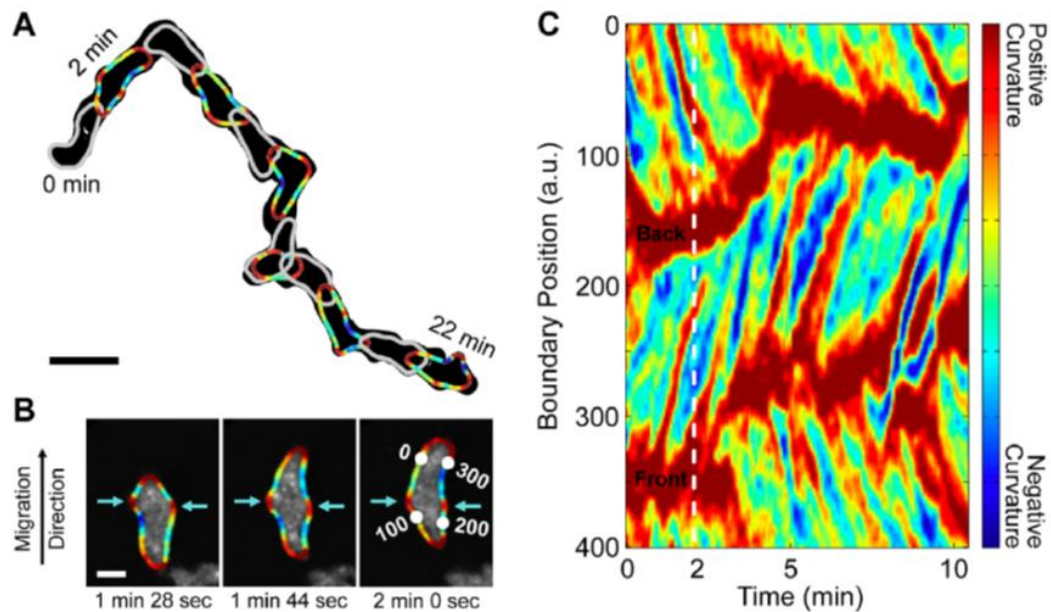 A
2 min
0 min
22 min
B
Migration
Direction
0
300
100
200
1 min 28 sec
1 min 44 sec
2 min 0 sec
C
0
100
200
300
400
Boundary Position (a.u.)
Back
Front
0
2
5
10
Time (min)
Positive
Curvature
Negative
Curvature